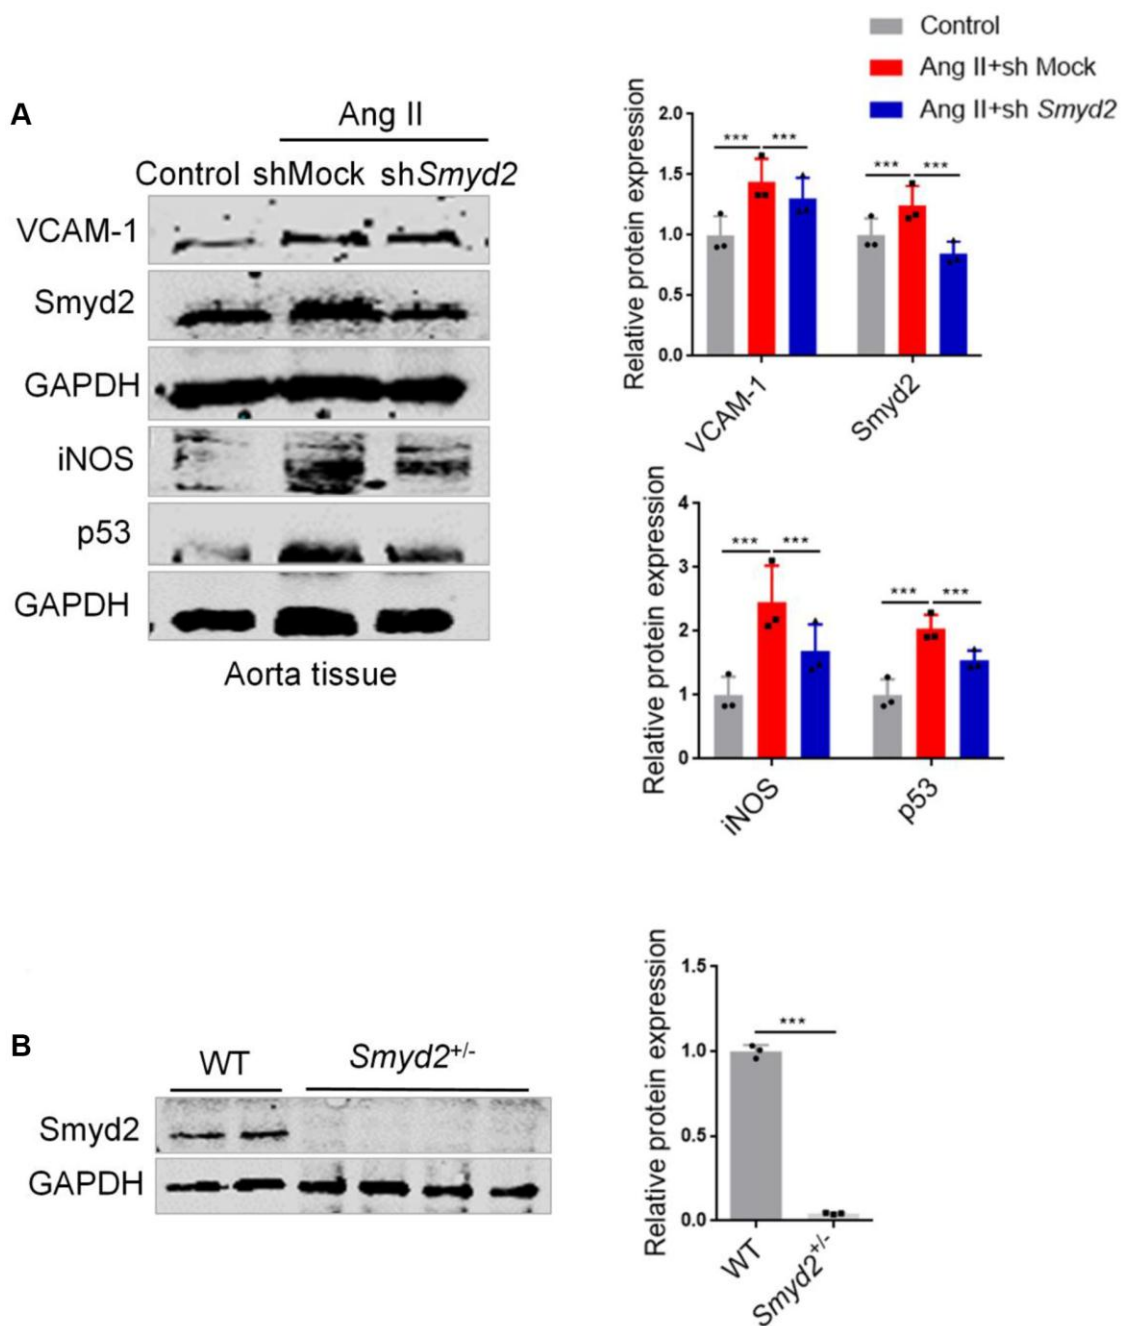 A
Ang II
Control shMock shSmyd2
VCAM-1
Smyd2
GAPDH
iNOS
p53
GAPDH
Aorta tissue
Control
Ang II+sh Mock
Ang II+sh Smyd2
Relative protein expression
2.0
1.5
1.0
0.5
0.0
*** ***
*** ***
VCAM-1
Smyd2
Relative protein expression
4
3
2
1
0
*** ***
*** ***
iNOS
p53
B
WT
Smyd2+/-
Smyd2
GAPDH
Relative protein expression
1.5
1.0
0.5
0.0
***
WT
Smyd2+/-